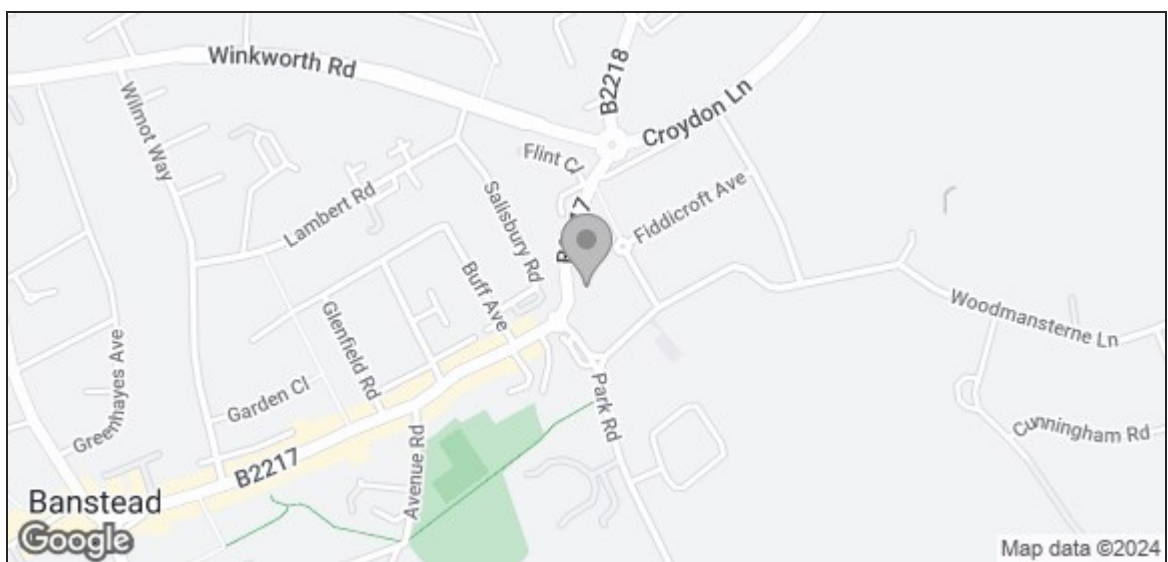 Winkworth Rd
B2218
Croydon Ln
Wilmot Way
Flint Cl
Lambert Rd
Salisbury Rd
Fiddicroft Ave
Buff Ave
Glenfield Rd
Woodmansterne Ln
Greenhayes Ave
Garden Cl
Park Rd
Cunningham Rd
Avenue Rd
B2217
Banstead
Google
Map data ©2024